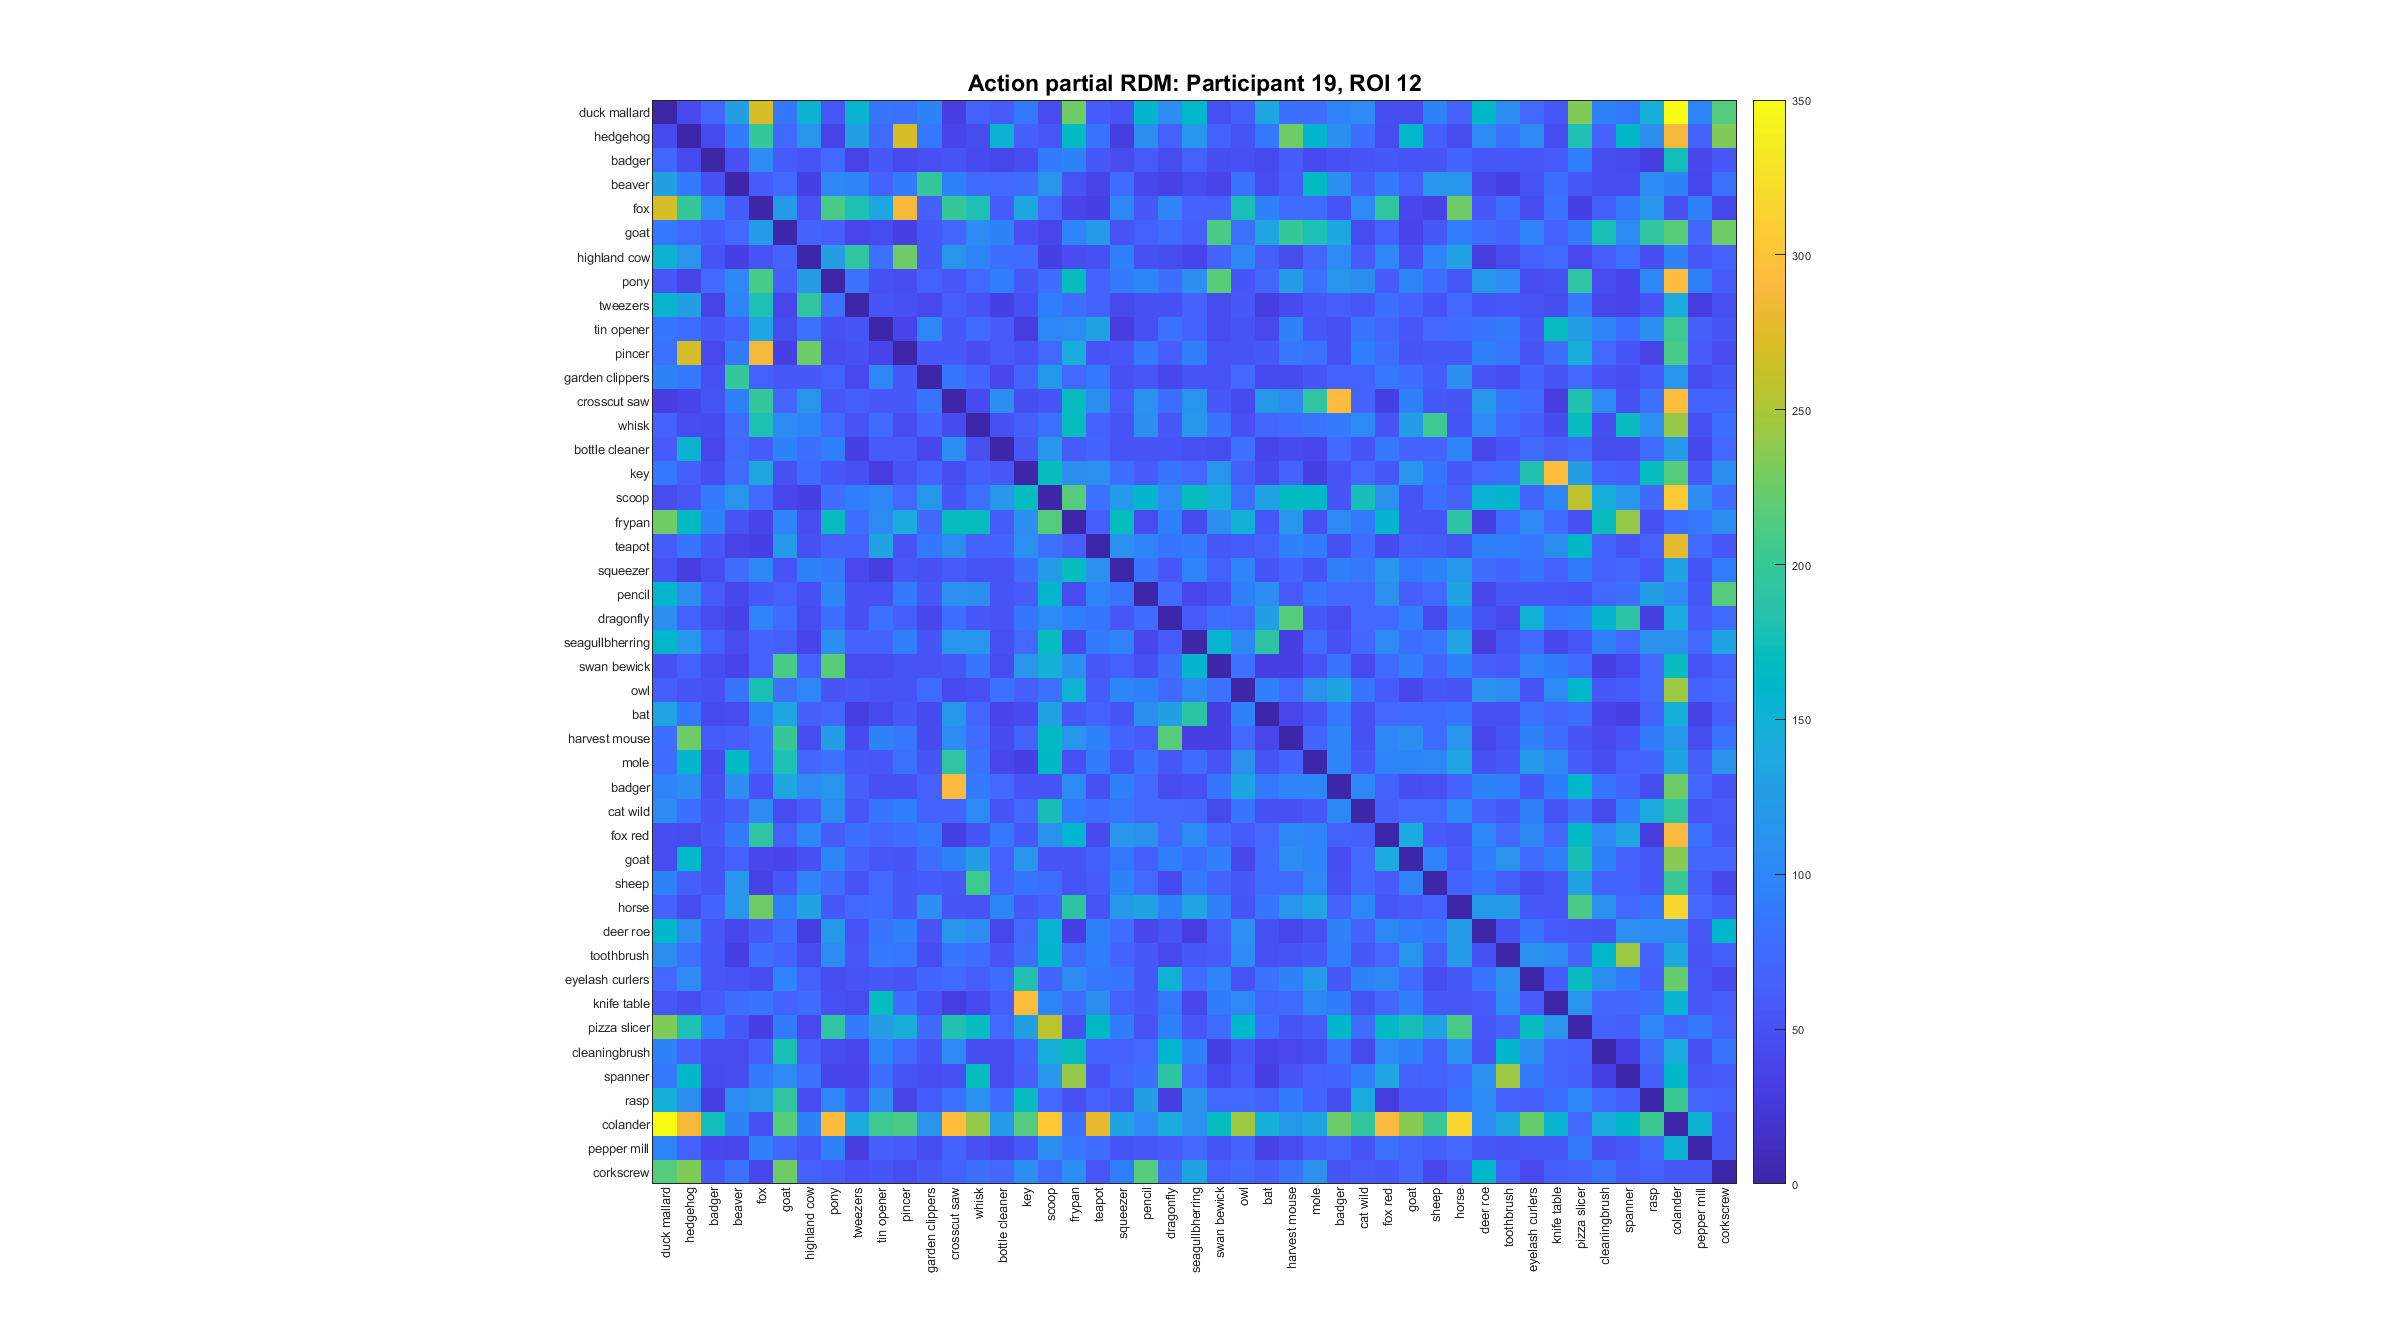 Action partial RDM: Participant 19, ROI 12
duck mallard
hedgehog
badger
beaver
fox
goat
highland cow
pony
tweezers
tin opener
pincer
garden clippers
crosscut saw
whisk
bottle cleaner
key
scoop
frypan
teapot
squeezer
pencil
dragonfly
seagullbherring
swan bewick
owl
bat
harvest mouse
mole
badger
cat wild
fox red
goat
sheep
horse
deer roe
toothbrush
eyelash curlers
knife table
pizza slicer
cleaningbrush
spanner
rasp
colander
pepper mill
corkscrew
duck mallard
hedgehog
badger
beaver
fox
goat
highland cow
pony
tweezers
tin opener
pincer
garden clippers
crosscut saw
whisk
bottle cleaner
key
scoop
frypan
teapot
squeezer
pencil
dragonfly
seagullbherring
swan bewick
owl
bat
harvest mouse
mole
badger
cat wild
fox red
goat
sheep
horse
deer roe
toothbrush
eyelash curlers
knife table
pizza slicer
cleaningbrush
spanner
rasp
colander
pepper mill
corkscrew
350
300
250
200
150
100
50
0